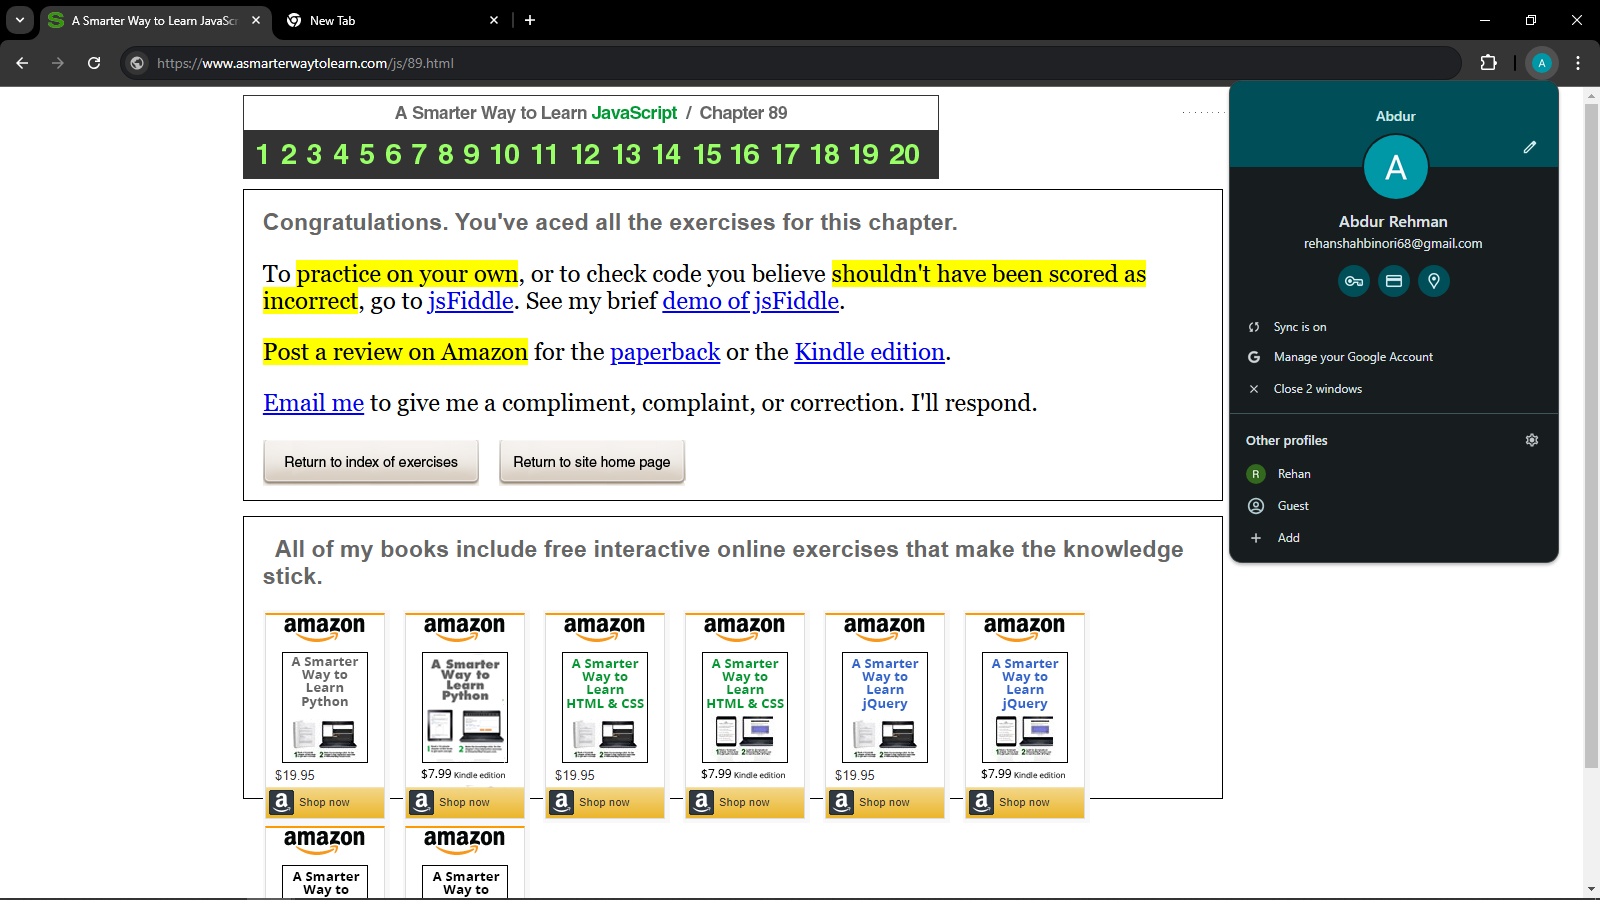 A Smarter Way to Learn JavaScr
New Tab
https://www.asmarterwaytolearn.com/js/89.html
A
A Smarter Way to Learn JavaScript / Chapter 89
1 2 3 4 5 6 7 8 9 10 11 12 13 14 15 16 17 18 19 20
Congratulations. You've aced all the exercises for this chapter.
To practice on your own, or to check code you believe shouldn't have been scored as
incorrect, go to jsFiddle. See my brief demo of jsFiddle.
Post a review on Amazon for the paperback or the Kindle edition.
Email me to give me a compliment, complaint, or correction. I'll respond.
Return to index of exercises
Return to site home page
Abdur
A
Abdur Rehman
rehanshahbinori68@gmail.com
Sync is on
Manage your Google Account
Close 2 windows
Other profiles
R Rehan
Guest
Add
All of my books include free interactive online exercises that make the knowledge
stick.
amazon
A Smarter
Way to
Learn
Python
$19.95
Shop now
amazon
A Smarter
Way to
Learn
Python
$7.99 Kindle edition
Shop now
amazon
A Smarter
Way to
Learn
HTML & CSS
$19.95
Shop now
amazon
A Smarter
Way to
Learn
HTML & CSS
$7.99 Kindle edition
Shop now
amazon
A Smarter
Way to
Learn
jQuery
$19.95
Shop now
amazon
A Smarter
Way to
Learn
jQuery
$7.99 Kindle edition
Shop now
amazon
A Smarter
Way to
amazon
A Smarter
Way to